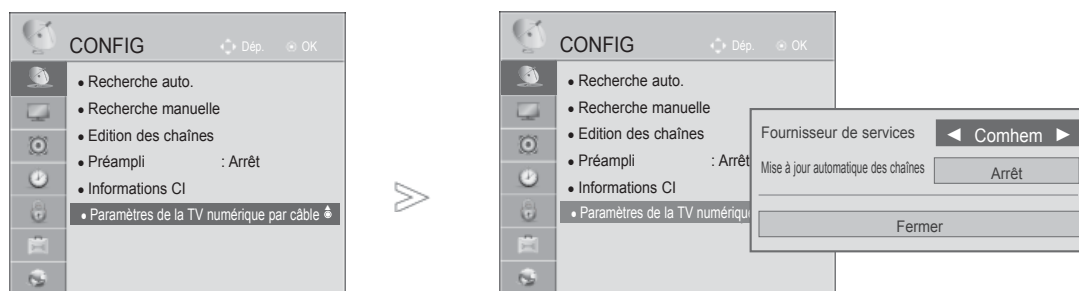 CONFIG
Dép.
OK
Recherche auto.
Recherche manuelle
Edition des chaînes
Préampli : Arrêt
Informations CI
Paramètres de la TV numérique par câble
CONFIG
Dép.
OK
Recherche auto.
Recherche manuelle
Edition des chaînes
Préampli : Arrêt
Informations CI
Paramètres de la TV numériqu
Fournisseur de services ◄ Comhem ►
Mise à jour automatique des chaînes Arrêt
Fermer